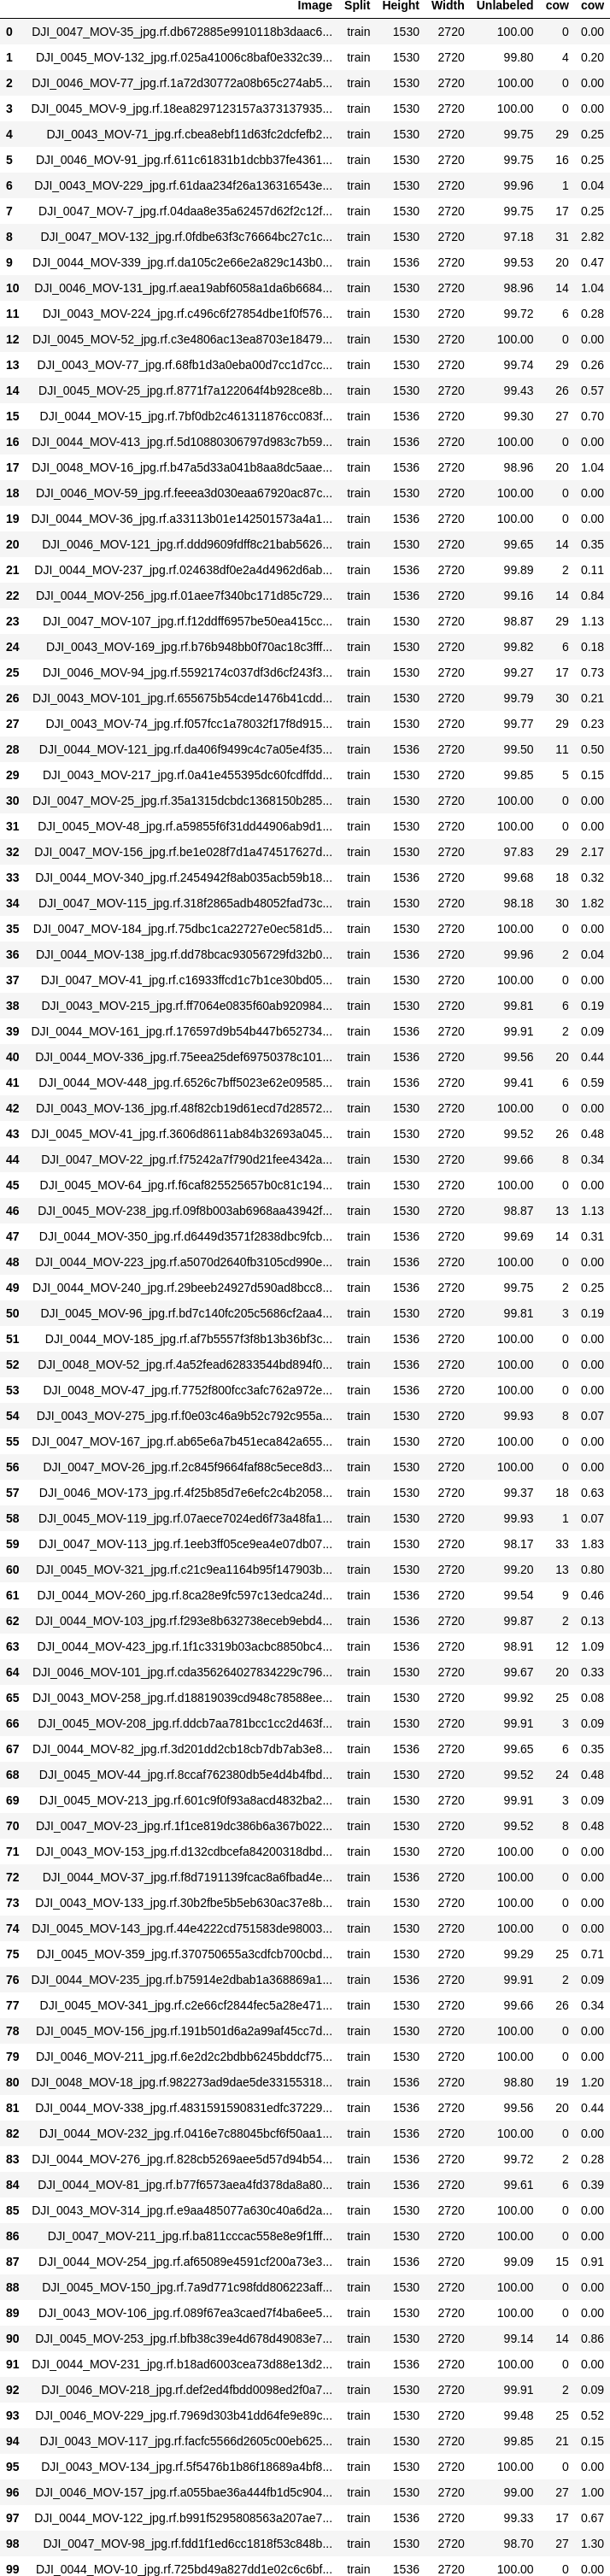 Image Split Height Width Unlabeled cow cow
0 DJI_0047_MOV-35_jpg.rf.db672885e9910118b3daac6... train 1530 2720 100.00 0 0.00
1 DJI_0045_MOV-132_jpg.rf.025a41006c8baf0e332c39... train 1530 2720 99.80 4 0.20
2 DJI_0046_MOV-77_jpg.rf.1a72d30772a08b65c274ab5... train 1530 2720 100.00 0 0.00
3 DJI_0045_MOV-9_jpg.rf.18ea8297123157a373137935... train 1530 2720 100.00 0 0.00
4 DJI_0043_MOV-71_jpg.rf.cbea8ebf11d63fc2dcfefb2... train 1530 2720 99.75 29 0.25
5 DJI_0046_MOV-91_jpg.rf.611c61831b1dcbb37fe4361... train 1530 2720 99.75 16 0.25
6 DJI_0043_MOV-229_jpg.rf.61daa234f26a136316543e... train 1530 2720 99.96 1 0.04
7 DJI_0047_MOV-7_jpg.rf.04daa8e35a62457d62f2c12f... train 1530 2720 99.75 17 0.25
8 DJI_0047_MOV-132_jpg.rf.0fdbe63f3c76664bc27c1c... train 1530 2720 97.18 31 2.82
9 DJI_0044_MOV-339_jpg.rf.da105c2e66e2a829c143b0... train 1536 2720 99.53 20 0.47
10 DJI_0046_MOV-131_jpg.rf.aea19abf6058a1da6b6684... train 1530 2720 98.96 14 1.04
11 DJI_0043_MOV-224_jpg.rf.c496c6f27854dbe1f0f576... train 1530 2720 99.72 6 0.28
12 DJI_0045_MOV-52_jpg.rf.c3e4806ac13ea8703e18479... train 1530 2720 100.00 0 0.00
13 DJI_0043_MOV-77_jpg.rf.68fb1d3a0eba00d7cc1d7cc... train 1530 2720 99.74 29 0.26
14 DJI_0045_MOV-25_jpg.rf.8771f7a122064f4b928ce8b... train 1530 2720 99.43 26 0.57
15 DJI_0044_MOV-15_jpg.rf.7bf0db2c461311876cc083f... train 1536 2720 99.30 27 0.70
16 DJI_0044_MOV-413_jpg.rf.5d10880306797d983c7b59... train 1536 2720 100.00 0 0.00
17 DJI_0048_MOV-16_jpg.rf.b47a5d33a041b8aa8dc5aae... train 1536 2720 98.96 20 1.04
18 DJI_0046_MOV-59_jpg.rf.feeea3d030eaa67920ac87c... train 1530 2720 100.00 0 0.00
19 DJI_0044_MOV-36_jpg.rf.a33113b01e142501573a4a1... train 1536 2720 100.00 0 0.00
20 DJI_0046_MOV-121_jpg.rf.ddd9609fdff8c21bab5626... train 1530 2720 99.65 14 0.35
21 DJI_0044_MOV-237_jpg.rf.024638df0e2a4d4962d6ab... train 1536 2720 99.89 2 0.11
22 DJI_0044_MOV-256_jpg.rf.01aee7f340bc171d85c729... train 1536 2720 99.16 14 0.84
23 DJI_0047_MOV-107_jpg.rf.f12ddff6957be50ea415cc... train 1530 2720 98.87 29 1.13
24 DJI_0043_MOV-169_jpg.rf.b76b948bb0f70ac18c3fff... train 1530 2720 99.82 6 0.18
25 DJI_0046_MOV-94_jpg.rf.5592174c037df3d6cf243f3... train 1530 2720 99.27 17 0.73
26 DJI_0043_MOV-101_jpg.rf.655675b54cde1476b41cdd... train 1530 2720 99.79 30 0.21
27 DJI_0043_MOV-74_jpg.rf.f057fcc1a78032f17f8d915... train 1530 2720 99.77 29 0.23
28 DJI_0044_MOV-121_jpg.rf.da406f9499c4c7a05e4f35... train 1536 2720 99.50 11 0.50
29 DJI_0043_MOV-217_jpg.rf.0a41e455395dc60fcdffdd... train 1530 2720 99.85 5 0.15
30 DJI_0047_MOV-25_jpg.rf.35a1315dcbdc1368150b285... train 1530 2720 100.00 0 0.00
31 DJI_0045_MOV-48_jpg.rf.a59855f6f31dd44906ab9d1... train 1530 2720 100.00 0 0.00
32 DJI_0047_MOV-156_jpg.rf.be1e028f7d1a474517627d... train 1530 2720 97.83 29 2.17
33 DJI_0044_MOV-340_jpg.rf.2454942f8ab035acb59b18... train 1536 2720 99.68 18 0.32
34 DJI_0047_MOV-115_jpg.rf.318f2865adb48052fad73c... train 1530 2720 98.18 30 1.82
35 DJI_0047_MOV-184_jpg.rf.75dbc1ca22727e0ec581d5... train 1530 2720 100.00 0 0.00
36 DJI_0044_MOV-138_jpg.rf.dd78bcac93056729fd32b0... train 1536 2720 99.96 2 0.04
37 DJI_0047_MOV-41_jpg.rf.c16933ffcd1c7b1ce30bd05... train 1530 2720 100.00 0 0.00
38 DJI_0043_MOV-215_jpg.rf.ff7064e0835f60ab920984... train 1530 2720 99.81 6 0.19
39 DJI_0044_MOV-161_jpg.rf.176597d9b54b447b652734... train 1536 2720 99.91 2 0.09
40 DJI_0044_MOV-336_jpg.rf.75eea25def69750378c101... train 1536 2720 99.56 20 0.44
41 DJI_0044_MOV-448_jpg.rf.6526c7bff5023e62e09585... train 1536 2720 99.41 6 0.59
42 DJI_0043_MOV-136_jpg.rf.48f82cb19d61ecd7d28572... train 1530 2720 100.00 0 0.00
43 DJI_0045_MOV-41_jpg.rf.3606d8611ab84b32693a045... train 1530 2720 99.52 26 0.48
44 DJI_0047_MOV-22_jpg.rf.f75242a7f790d21fee4342a... train 1530 2720 99.66 8 0.34
45 DJI_0045_MOV-64_jpg.rf.f6caf825525657b0c81c194... train 1530 2720 100.00 0 0.00
46 DJI_0045_MOV-238_jpg.rf.09f8b003ab6968aa43942f... train 1530 2720 98.87 13 1.13
47 DJI_0044_MOV-350_jpg.rf.d6449d3571f2838dbc9fcb... train 1536 2720 99.69 14 0.31
48 DJI_0044_MOV-223_jpg.rf.a5070d2640fb3105cd990e... train 1536 2720 100.00 0 0.00
49 DJI_0044_MOV-240_jpg.rf.29beeb24927d590ad8bcc8... train 1536 2720 99.75 2 0.25
50 DJI_0045_MOV-96_jpg.rf.bd7c140fc205c5686cf2aa4... train 1530 2720 99.81 3 0.19
51 DJI_0044_MOV-185_jpg.rf.af7b5557f3f8b13b36bf3c... train 1536 2720 100.00 0 0.00
52 DJI_0048_MOV-52_jpg.rf.4a52fead62833544bd894f0... train 1536 2720 100.00 0 0.00
53 DJI_0048_MOV-47_jpg.rf.7752f800fcc3afc762a972e... train 1536 2720 100.00 0 0.00
54 DJI_0043_MOV-275_jpg.rf.f0e03c46a9b52c792c955a... train 1530 2720 99.93 8 0.07
55 DJI_0047_MOV-167_jpg.rf.ab65e6a7b451eca842a655... train 1530 2720 100.00 0 0.00
56 DJI_0047_MOV-26_jpg.rf.2c845f9664faf88c5ece8d3... train 1530 2720 100.00 0 0.00
57 DJI_0046_MOV-173_jpg.rf.4f25b85d7e6efc2c4b2058... train 1530 2720 99.37 18 0.63
58 DJI_0045_MOV-119_jpg.rf.07aece7024ed6f73a48fa1... train 1530 2720 99.93 1 0.07
59 DJI_0047_MOV-113_jpg.rf.1eeb3ff05ce9ea4e07db07... train 1530 2720 98.17 33 1.83
60 DJI_0045_MOV-321_jpg.rf.c21c9ea1164b95f147903b... train 1530 2720 99.20 13 0.80
61 DJI_0044_MOV-260_jpg.rf.8ca28e9fc597c13edca24d... train 1536 2720 99.54 9 0.46
62 DJI_0044_MOV-103_jpg.rf.f293e8b632738eceb9ebd4... train 1536 2720 99.87 2 0.13
63 DJI_0044_MOV-423_jpg.rf.1f1c3319b03acbc8850bc4... train 1536 2720 98.91 12 1.09
64 DJI_0046_MOV-101_jpg.rf.cda356264027834229c796... train 1530 2720 99.67 20 0.33
65 DJI_0043_MOV-258_jpg.rf.d18819039cd948c78588ee... train 1530 2720 99.92 25 0.08
66 DJI_0045_MOV-208_jpg.rf.ddcb7aa781bcc1cc2d463f... train 1530 2720 99.91 3 0.09
67 DJI_0044_MOV-82_jpg.rf.3d201dd2cb18cb7db7ab3e8... train 1536 2720 99.65 6 0.35
68 DJI_0045_MOV-44_jpg.rf.8ccaf762380db5e4d4b4fbd... train 1530 2720 99.52 24 0.48
69 DJI_0045_MOV-213_jpg.rf.601c9f0f93a8acd4832ba2... train 1530 2720 99.91 3 0.09
70 DJI_0047_MOV-23_jpg.rf.1f1ce819dc386b6a367b022... train 1530 2720 99.52 8 0.48
71 DJI_0043_MOV-153_jpg.rf.d132cdbcefa84200318dbd... train 1530 2720 100.00 0 0.00
72 DJI_0044_MOV-37_jpg.rf.f8d7191139fcac8a6fbad4e... train 1536 2720 100.00 0 0.00
73 DJI_0043_MOV-133_jpg.rf.30b2fbe5b5eb630ac37e8b... train 1530 2720 100.00 0 0.00
74 DJI_0045_MOV-143_jpg.rf.44e4222cd751583de98003... train 1530 2720 100.00 0 0.00
75 DJI_0045_MOV-359_jpg.rf.370750655a3cdfcb700cbd... train 1530 2720 99.29 25 0.71
76 DJI_0044_MOV-235_jpg.rf.b75914e2dbab1a368869a1... train 1536 2720 99.91 2 0.09
77 DJI_0045_MOV-341_jpg.rf.c2e66cf2844fec5a28e471... train 1530 2720 99.66 26 0.34
78 DJI_0045_MOV-156_jpg.rf.191b501d6a2a99af45cc7d... train 1530 2720 100.00 0 0.00
79 DJI_0046_MOV-211_jpg.rf.6e2d2c2bdbb6245bddcf75... train 1530 2720 100.00 0 0.00
80 DJI_0048_MOV-18_jpg.rf.982273ad9dae5de33155318... train 1536 2720 98.80 19 1.20
81 DJI_0044_MOV-338_jpg.rf.4831591590831edfc37229... train 1536 2720 99.56 20 0.44
82 DJI_0044_MOV-232_jpg.rf.0416e7c88045bcf6f50aa1... train 1536 2720 100.00 0 0.00
83 DJI_0044_MOV-276_jpg.rf.828cb5269aee5d57d94b54... train 1536 2720 99.72 2 0.28
84 DJI_0044_MOV-81_jpg.rf.b77f6573aea4fd378da8a80... train 1536 2720 99.61 6 0.39
85 DJI_0043_MOV-314_jpg.rf.e9aa485077a630c40a6d2a... train 1530 2720 100.00 0 0.00
86 DJI_0047_MOV-211_jpg.rf.ba811cccac558e8e9f1fff... train 1530 2720 100.00 0 0.00
87 DJI_0044_MOV-254_jpg.rf.af65089e4591cf200a73e3... train 1536 2720 99.09 15 0.91
88 DJI_0045_MOV-150_jpg.rf.7a9d771c98fdd806223aff... train 1530 2720 100.00 0 0.00
89 DJI_0043_MOV-106_jpg.rf.089f67ea3caed7f4ba6ee5... train 1530 2720 100.00 0 0.00
90 DJI_0045_MOV-253_jpg.rf.bfb38c39e4d678d49083e7... train 1530 2720 99.14 14 0.86
91 DJI_0044_MOV-231_jpg.rf.b18ad6003cea73d88e13d2... train 1536 2720 100.00 0 0.00
92 DJI_0046_MOV-218_jpg.rf.def2ed4fbdd0098ed2f0a7... train 1530 2720 99.91 2 0.09
93 DJI_0046_MOV-229_jpg.rf.7969d303b41dd64fe9e89c... train 1530 2720 99.48 25 0.52
94 DJI_0043_MOV-117_jpg.rf.facfc5566d2605c00eb625... train 1530 2720 99.85 21 0.15
95 DJI_0043_MOV-134_jpg.rf.5f5476b1b86f18689a4bf8... train 1530 2720 100.00 0 0.00
96 DJI_0046_MOV-157_jpg.rf.a055bae36a444fb1d5c904... train 1530 2720 99.00 27 1.00
97 DJI_0044_MOV-122_jpg.rf.b991f5295808563a207ae7... train 1536 2720 99.33 17 0.67
98 DJI_0047_MOV-98_jpg.rf.fdd1f1ed6cc1818f53c848b... train 1530 2720 98.70 27 1.30
99 DJI_0044_MOV-10_jpg.rf.725bd49a827dd1e02c6c6bf... train 1536 2720 100.00 0 0.00